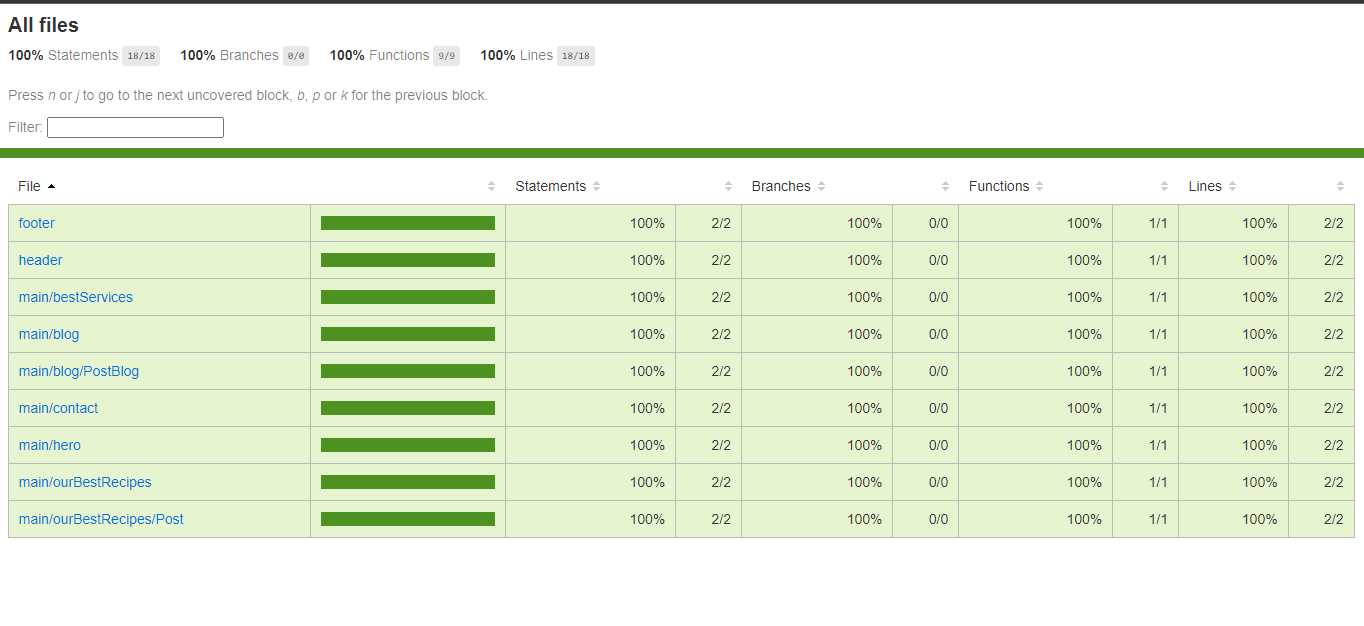 All files
100% Statements 18/18 100% Branches 0/0 100% Functions 9/9 100% Lines 18/18
Press n or j to go to the next uncovered block, b, p or k for the previous block.
Filter:
File Statements Branches Functions Lines
footer 100% 2/2 100% 0/0 100% 1/1 100% 2/2
header 100% 2/2 100% 0/0 100% 1/1 100% 2/2
main/bestServices 100% 2/2 100% 0/0 100% 1/1 100% 2/2
main/blog 100% 2/2 100% 0/0 100% 1/1 100% 2/2
main/blog/PostBlog 100% 2/2 100% 0/0 100% 1/1 100% 2/2
main/contact 100% 2/2 100% 0/0 100% 1/1 100% 2/2
main/hero 100% 2/2 100% 0/0 100% 1/1 100% 2/2
main/ourBestRecipes 100% 2/2 100% 0/0 100% 1/1 100% 2/2
main/ourBestRecipes/Post 100% 2/2 100% 0/0 100% 1/1 100% 2/2